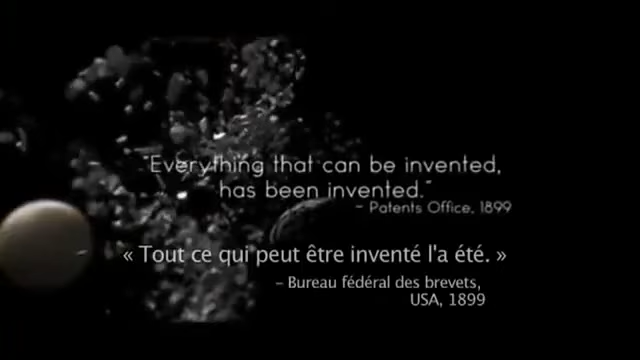 "Everything that can be invented,
has been invented."
- Patents Office, 1899
« Tout ce qui peut être inventé l'a été. »
– Bureau fédéral des brevets,
USA, 1899